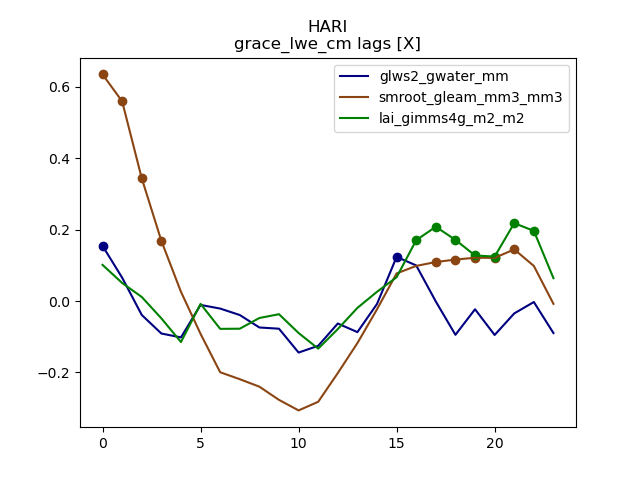 HARI
grace_lwe_cm lags [X]
glws2_gwater_mm
smroot_gleam_mm3_mm3
lai_gimms4g_m2_m2
0.6
0.4
0.2
0.0
−0.2
0 5 10 15 20